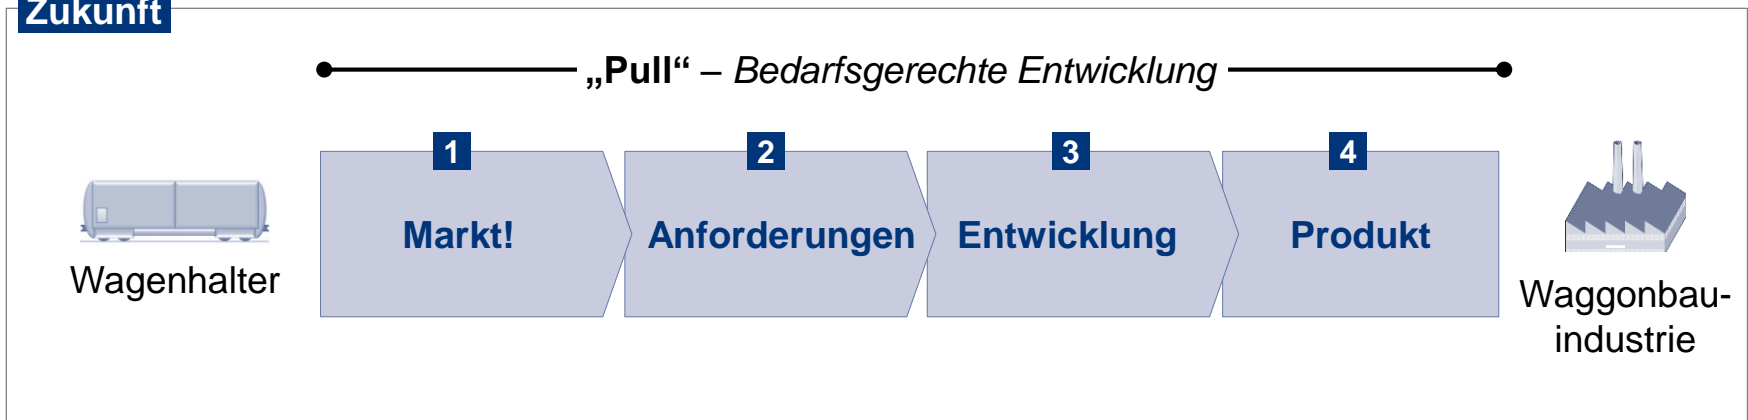 Zukunft
„Pull“ – Bedarfsgerechte Entwicklung
1
2
3
4
Markt!
Anforderungen
Entwicklung
Produkt
Wagenhalter
Waggonbau-
industrie